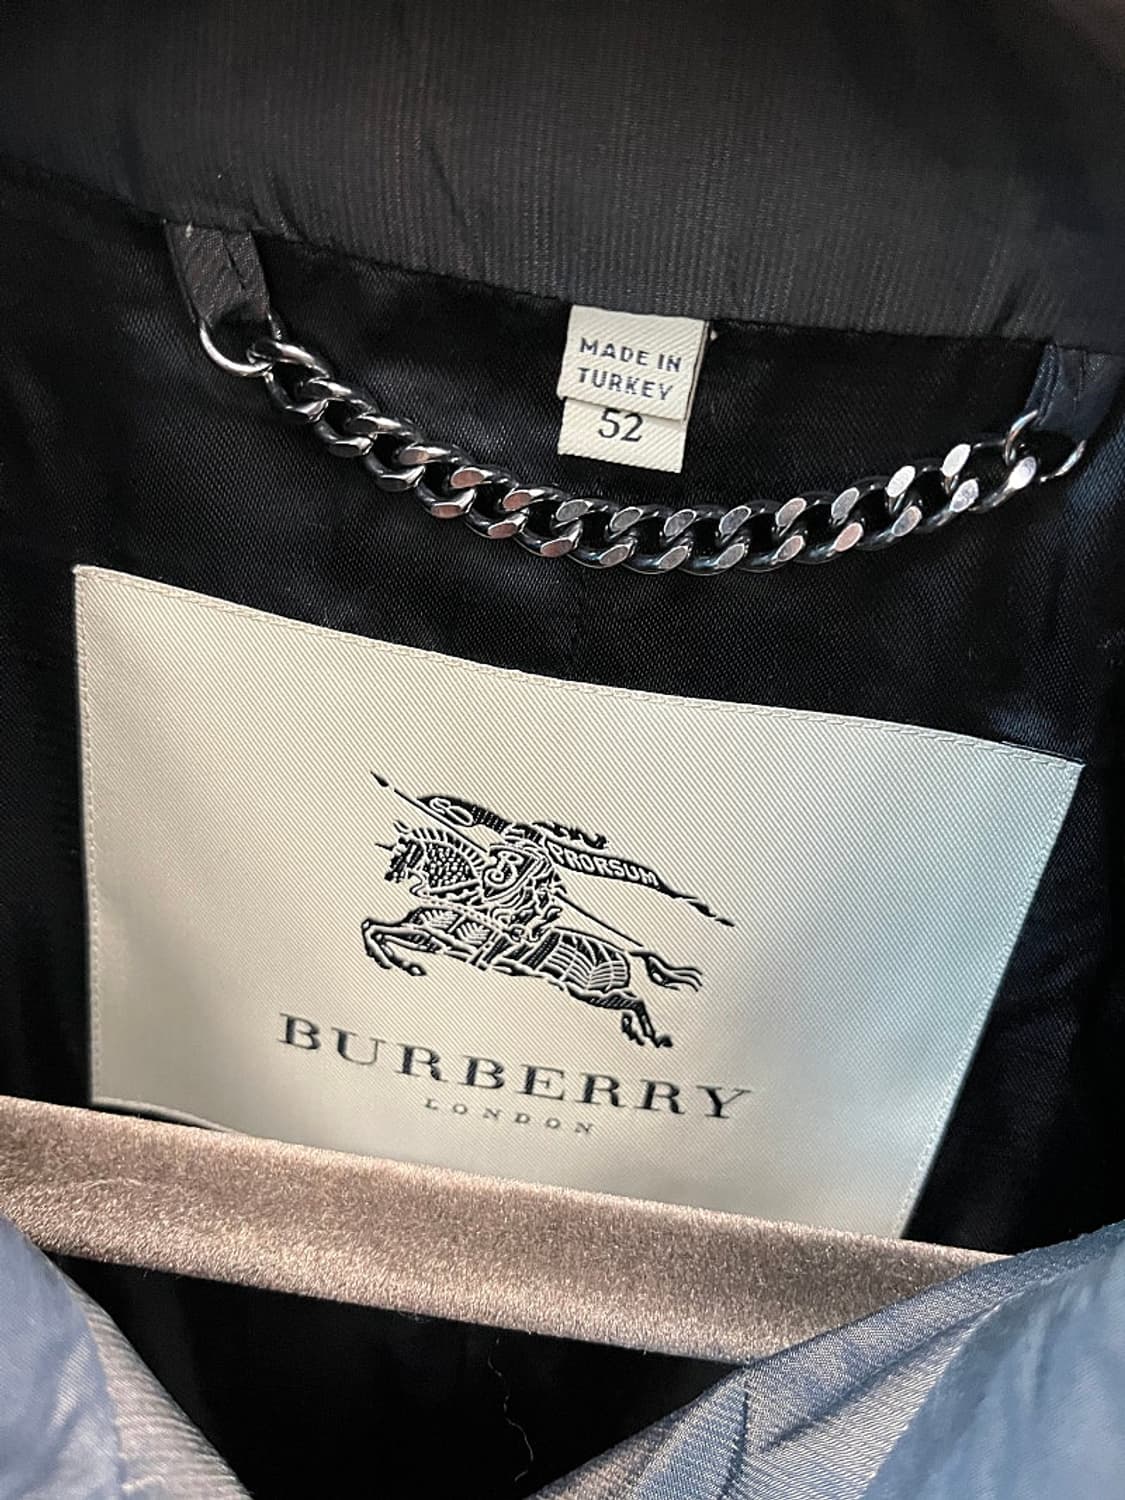 MADE IN
TURKEY
52
PRORSUM
BURBERRY
LONDON